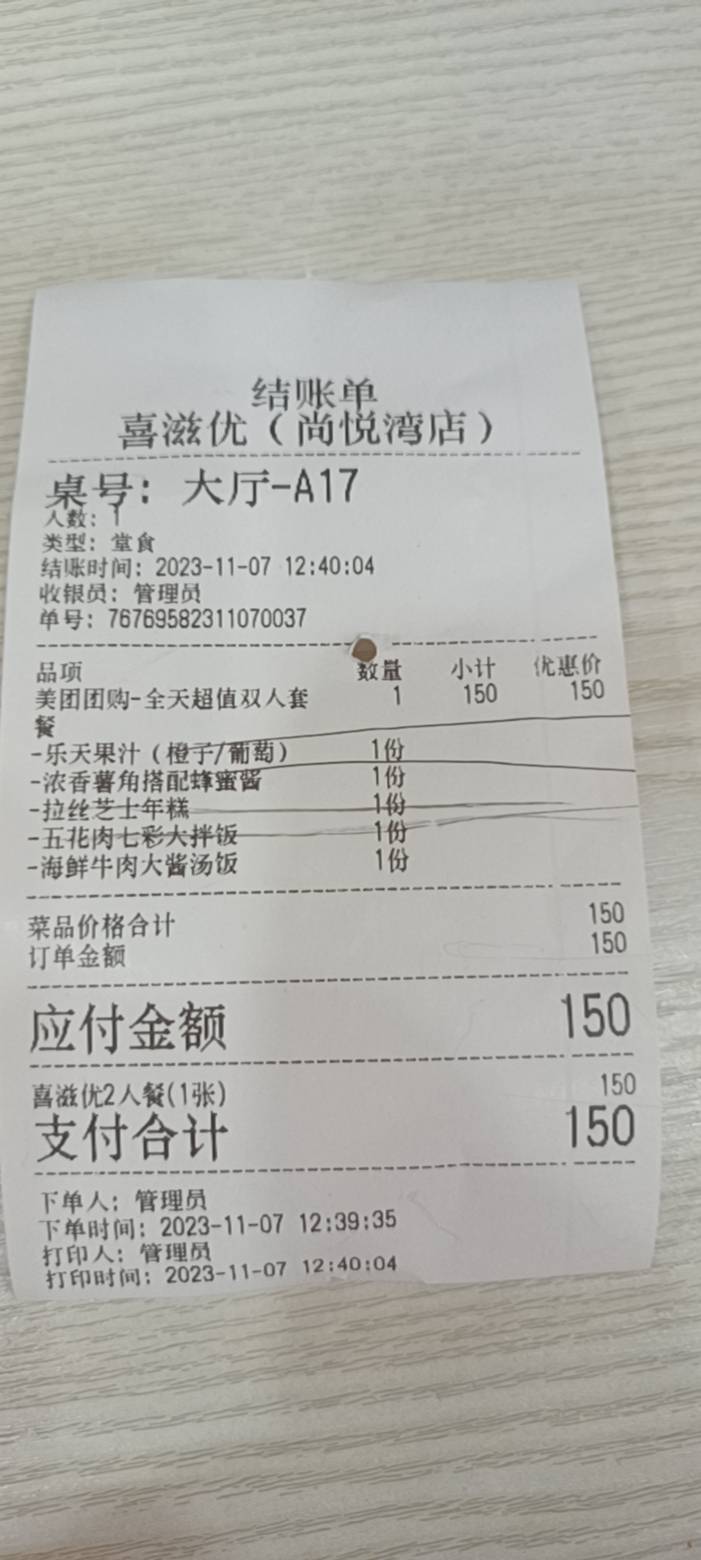 结账单
喜滋优（尚悦湾店）
桌号：大厅-A17
人数：1
类型：堂食
结账时间：2023-11-07 12:40:04
收银员：管理员
单号：76769582311070037
品项 数量 小计 优惠价
美团团购-全天超值双人套 1 150 150
餐
-乐天果汁（橙子/葡萄） 1份
-浓香薯角搭配蜂蜜酱 1份
-拉丝芝士年糕 1份
-五花肉七彩大拌饭 1份
-海鲜牛肉大酱汤饭 1份
菜品价格合计 150
订单金额 150
应付金额 150
喜滋优2人餐(1张) 150
支付合计 150
下单人：管理员
下单时间：2023-11-07 12:39:35
打印人：管理员
打印时间：2023-11-07 12:40:04